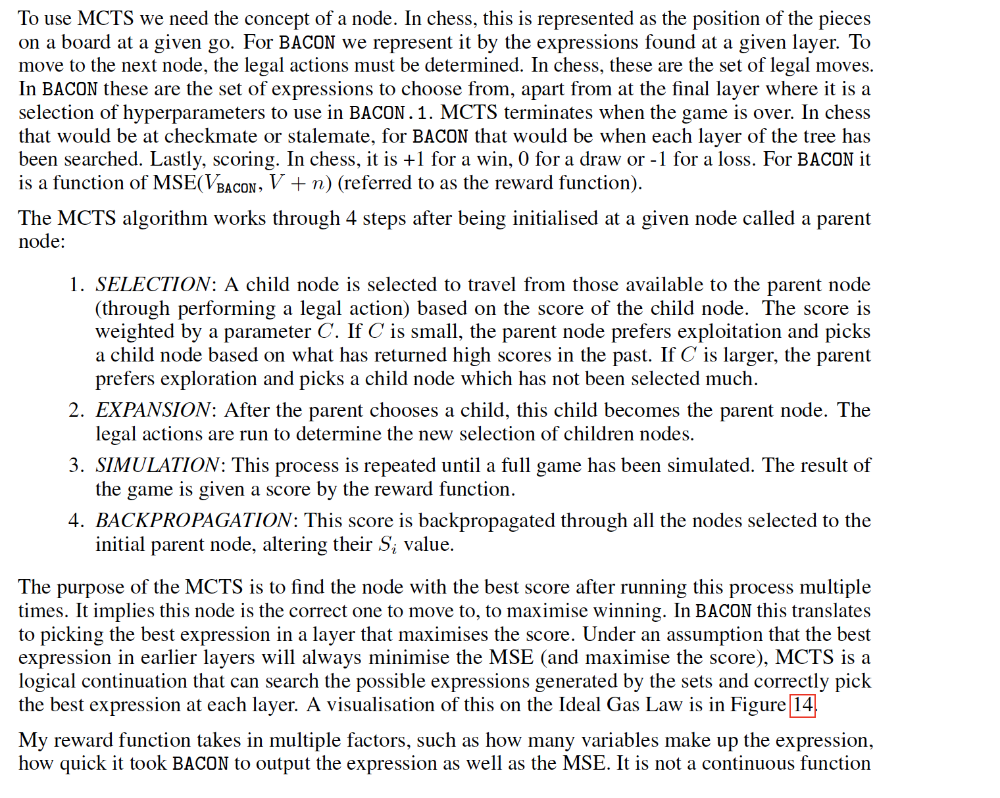 To use MCTS we need the concept of a node. In chess, this is represented as the position of the pieces
on a board at a given go. For BACON we represent it by the expressions found at a given layer. To
move to the next node, the legal actions must be determined. In chess, these are the set of legal moves.
In BACON these are the set of expressions to choose from, apart from at the final layer where it is a
selection of hyperparameters to use in BACON.1. MCTS terminates when the game is over. In chess
that would be at checkmate or stalemate, for BACON that would be when each layer of the tree has
been searched. Lastly, scoring. In chess, it is +1 for a win, 0 for a draw or -1 for a loss. For BACON it
is a function of MSE(V_BACON, V + n) (referred to as the reward function).
The MCTS algorithm works through 4 steps after being initialised at a given node called a parent
node:
1. SELECTION: A child node is selected to travel from those available to the parent node
(through performing a legal action) based on the score of the child node. The score is
weighted by a parameter C. If C is small, the parent node prefers exploitation and picks
a child node based on what has returned high scores in the past. If C is larger, the parent
prefers exploration and picks a child node which has not been selected much.
2. EXPANSION: After the parent chooses a child, this child becomes the parent node. The
legal actions are run to determine the new selection of children nodes.
3. SIMULATION: This process is repeated until a full game has been simulated. The result of
the game is given a score by the reward function.
4. BACKPROPAGATION: This score is backpropagated through all the nodes selected to the
initial parent node, altering their S_i value.
The purpose of the MCTS is to find the node with the best score after running this process multiple
times. It implies this node is the correct one to move to, to maximise winning. In BACON this translates
to picking the best expression in a layer that maximises the score. Under an assumption that the best
expression in earlier layers will always minimise the MSE (and maximise the score), MCTS is a
logical continuation that can search the possible expressions generated by the sets and correctly pick
the best expression at each layer. A visualisation of this on the Ideal Gas Law is in Figure 14.
My reward function takes in multiple factors, such as how many variables make up the expression,
how quick it took BACON to output the expression as well as the MSE. It is not a continuous function